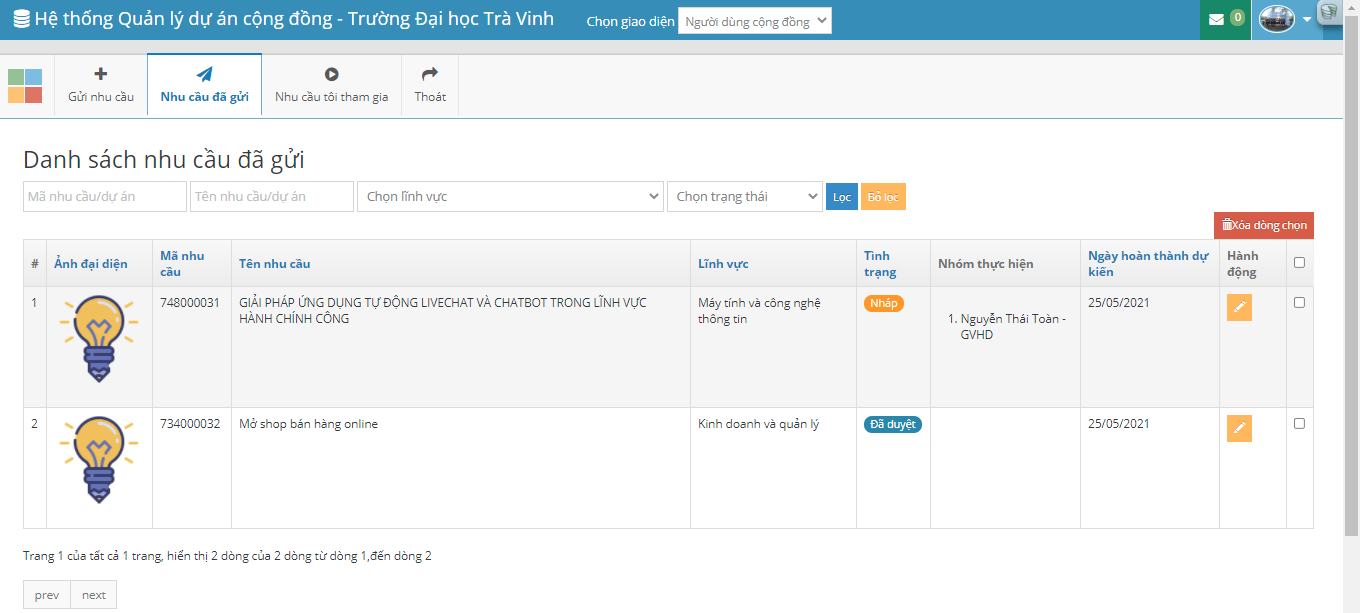 Hệ thống Quản lý dự án cộng đồng - Trường Đại học Trà Vinh
Chọn giao diện Người dùng cộng đồng
0
Gửi nhu cầu
Nhu cầu đã gửi
Nhu cầu tôi tham gia
Thoát
Danh sách nhu cầu đã gửi
Mã nhu cầu/dự án
Tên nhu cầu/dự án
Chọn lĩnh vực
Chọn trạng thái
Lọc
Bỏ lọc
Xóa dòng chọn
#
Ảnh đại diện
Mã nhu
cầu
Tên nhu cầu
Lĩnh vực
Tình
trạng
Nhóm thực hiện
Ngày hoàn thành dự
kiến
Hành
động
1
748000031
GIẢI PHÁP ỨNG DỤNG TỰ ĐỘNG LIVECHAT VÀ CHATBOT TRONG LĨNH VỰC
HÀNH CHÍNH CÔNG
Máy tính và công nghệ
thông tin
Nháp
1. Nguyễn Thái Toàn -
GVHD
25/05/2021
2
734000032
Mở shop bán hàng online
Kinh doanh và quản lý
Đã duyệt
25/05/2021
Trang 1 của tất cả 1 trang, hiển thị 2 dòng của 2 dòng từ dòng 1,đến dòng 2
prev
next